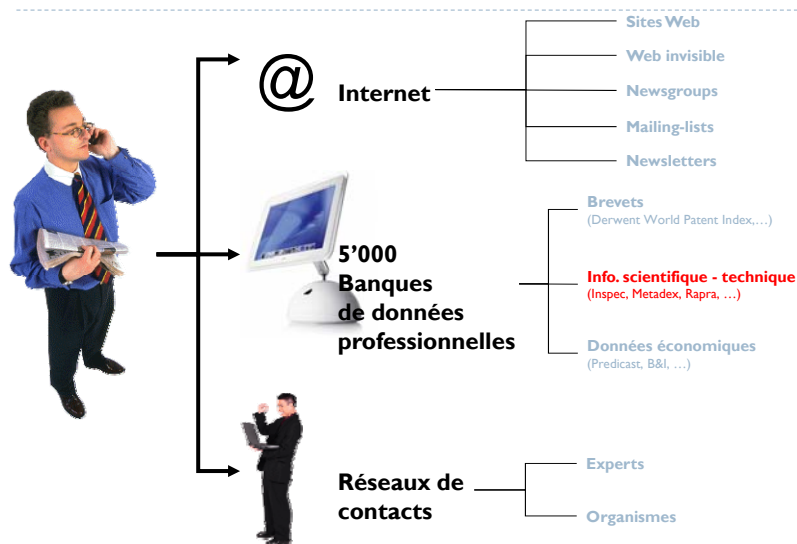 @ Internet
Sites Web
Web invisible
Newsgroups
Mailing-lists
Newsletters
5’000
Banques
de données
professionnelles
Brevets
(Derwent World Patent Index,…)
Info. scientifique - technique
(Inspec, Metadex, Rapra, …)
Données économiques
(Predicast, B&I, …)
Réseaux de
contacts
Experts
Organismes